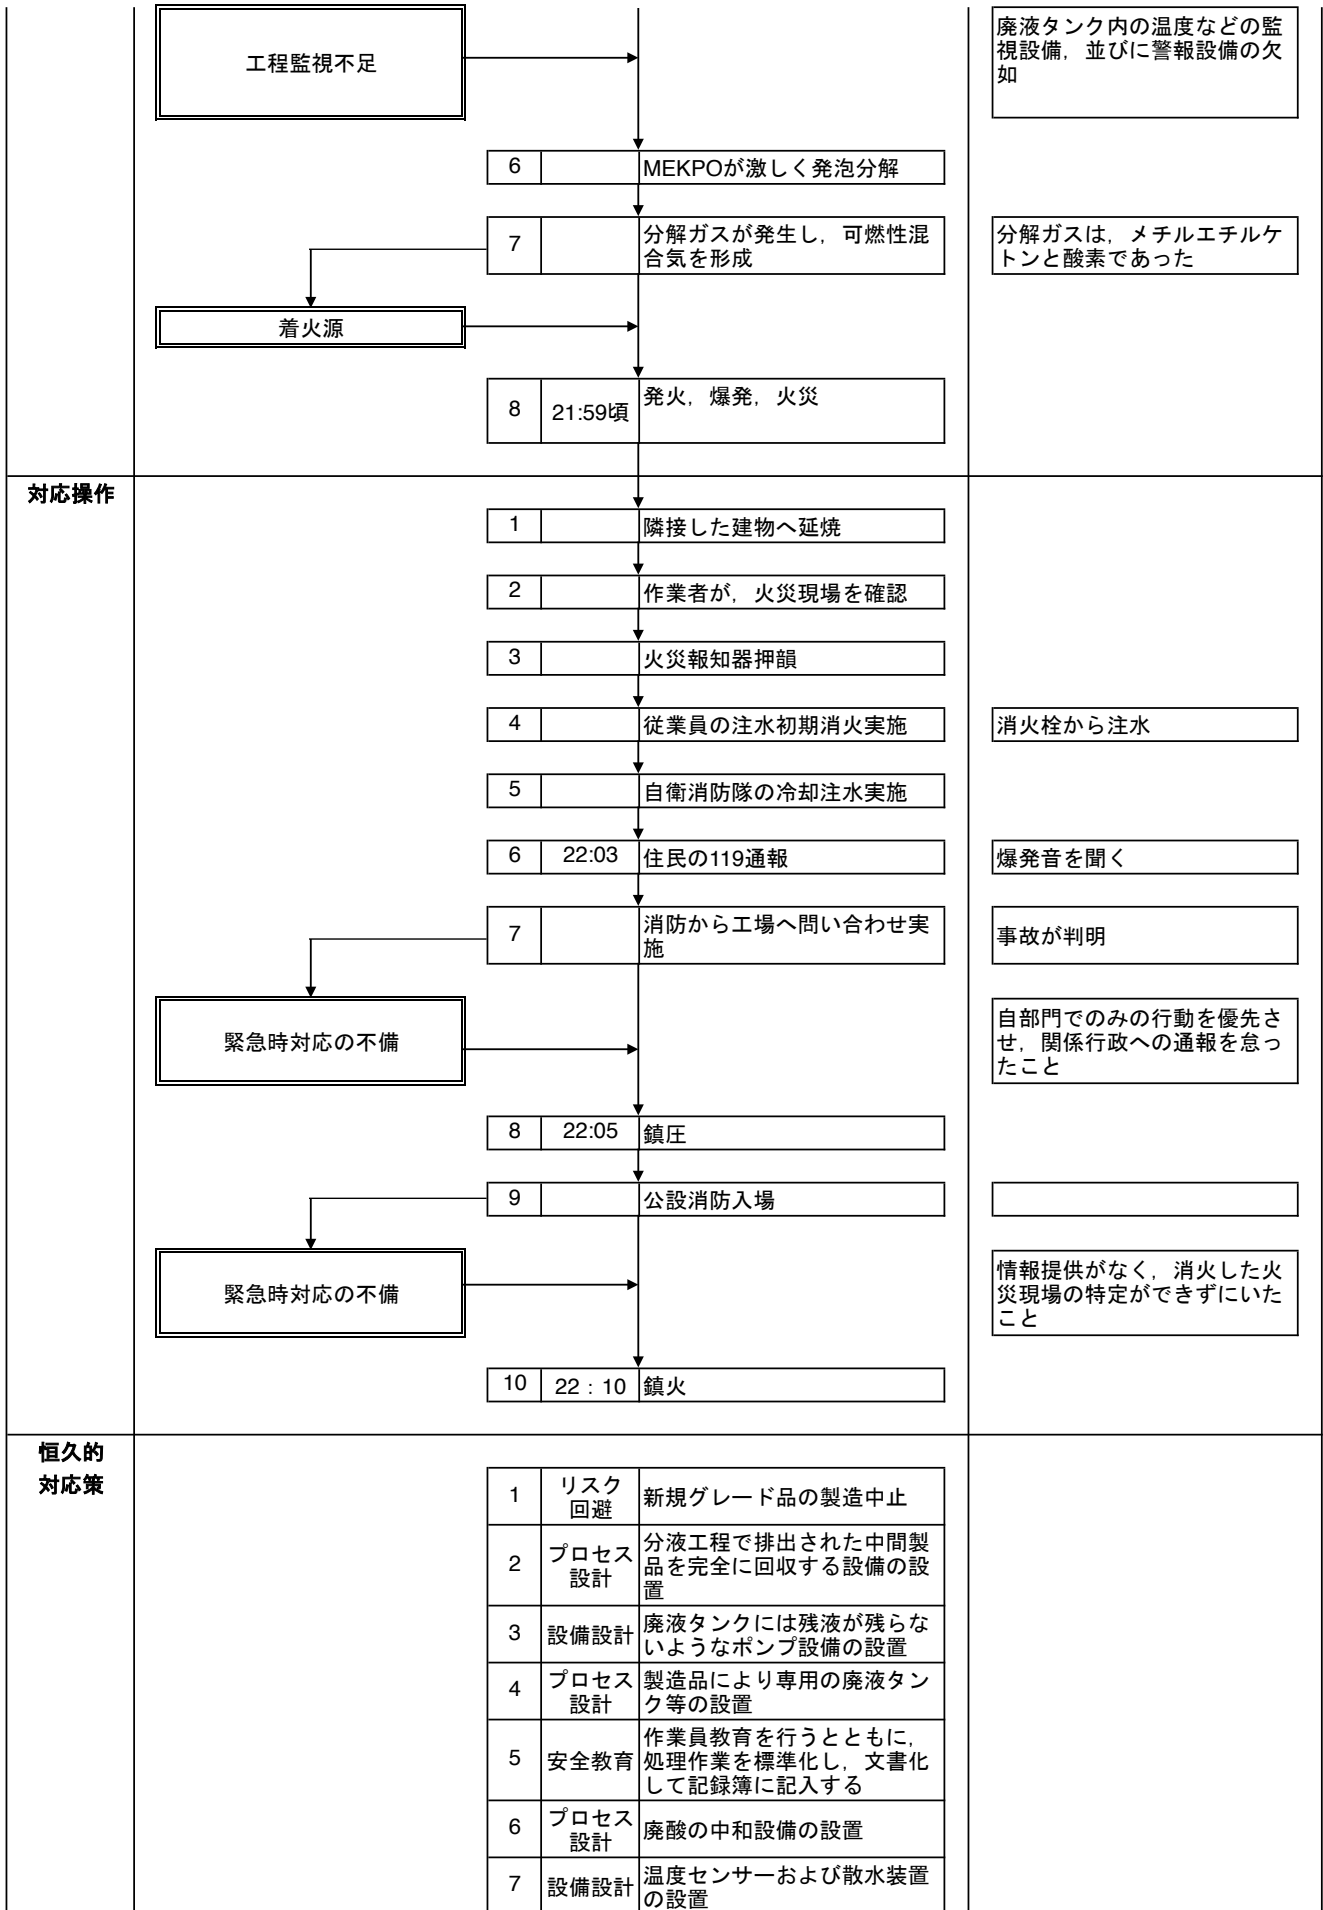 工程監視不足
廃液タンク内の温度などの監
視設備，並びに警報設備の欠
如
6 MEKPOが激しく発泡分解
7 分解ガスが発生し，可燃性混
合気を形成
分解ガスは，メチルエチルケ
トンと酸素であった
着火源
8 21:59頃 発火，爆発，火災
対応操作
1 隣接した建物へ延焼
2 作業者が，火災現場を確認
3 火災報知器押韻
4 従業員の注水初期消火実施 消火栓から注水
5 自衛消防隊の冷却注水実施
6 22:03 住民の119通報 爆発音を聞く
7 消防から工場へ問い合わせ実
施
事故が判明
緊急時対応の不備
自部門でのみの行動を優先さ
せ，関係行政への通報を怠っ
たこと
8 22:05 鎮圧
9 公設消防入場
緊急時対応の不備
情報提供がなく，消火した火
災現場の特定ができずにいた
こと
10 22：10 鎮火
恒久的
対応策
1 リスク
回避
新規グレード品の製造中止
2 プロセス
設計
分液工程で排出された中間製
品を完全に回収する設備の設
置
3 設備設計 廃液タンクには残液が残らな
いようなポンプ設備の設置
4 プロセス
設計
製造品により専用の廃液タン
ク等の設置
5 安全教育 作業員教育を行うとともに，
処理作業を標準化し，文書化
して記録簿に記入する
6 プロセス
設計
廃酸の中和設備の設置
7 設備設計 温度センサーおよび散水装置
の設置